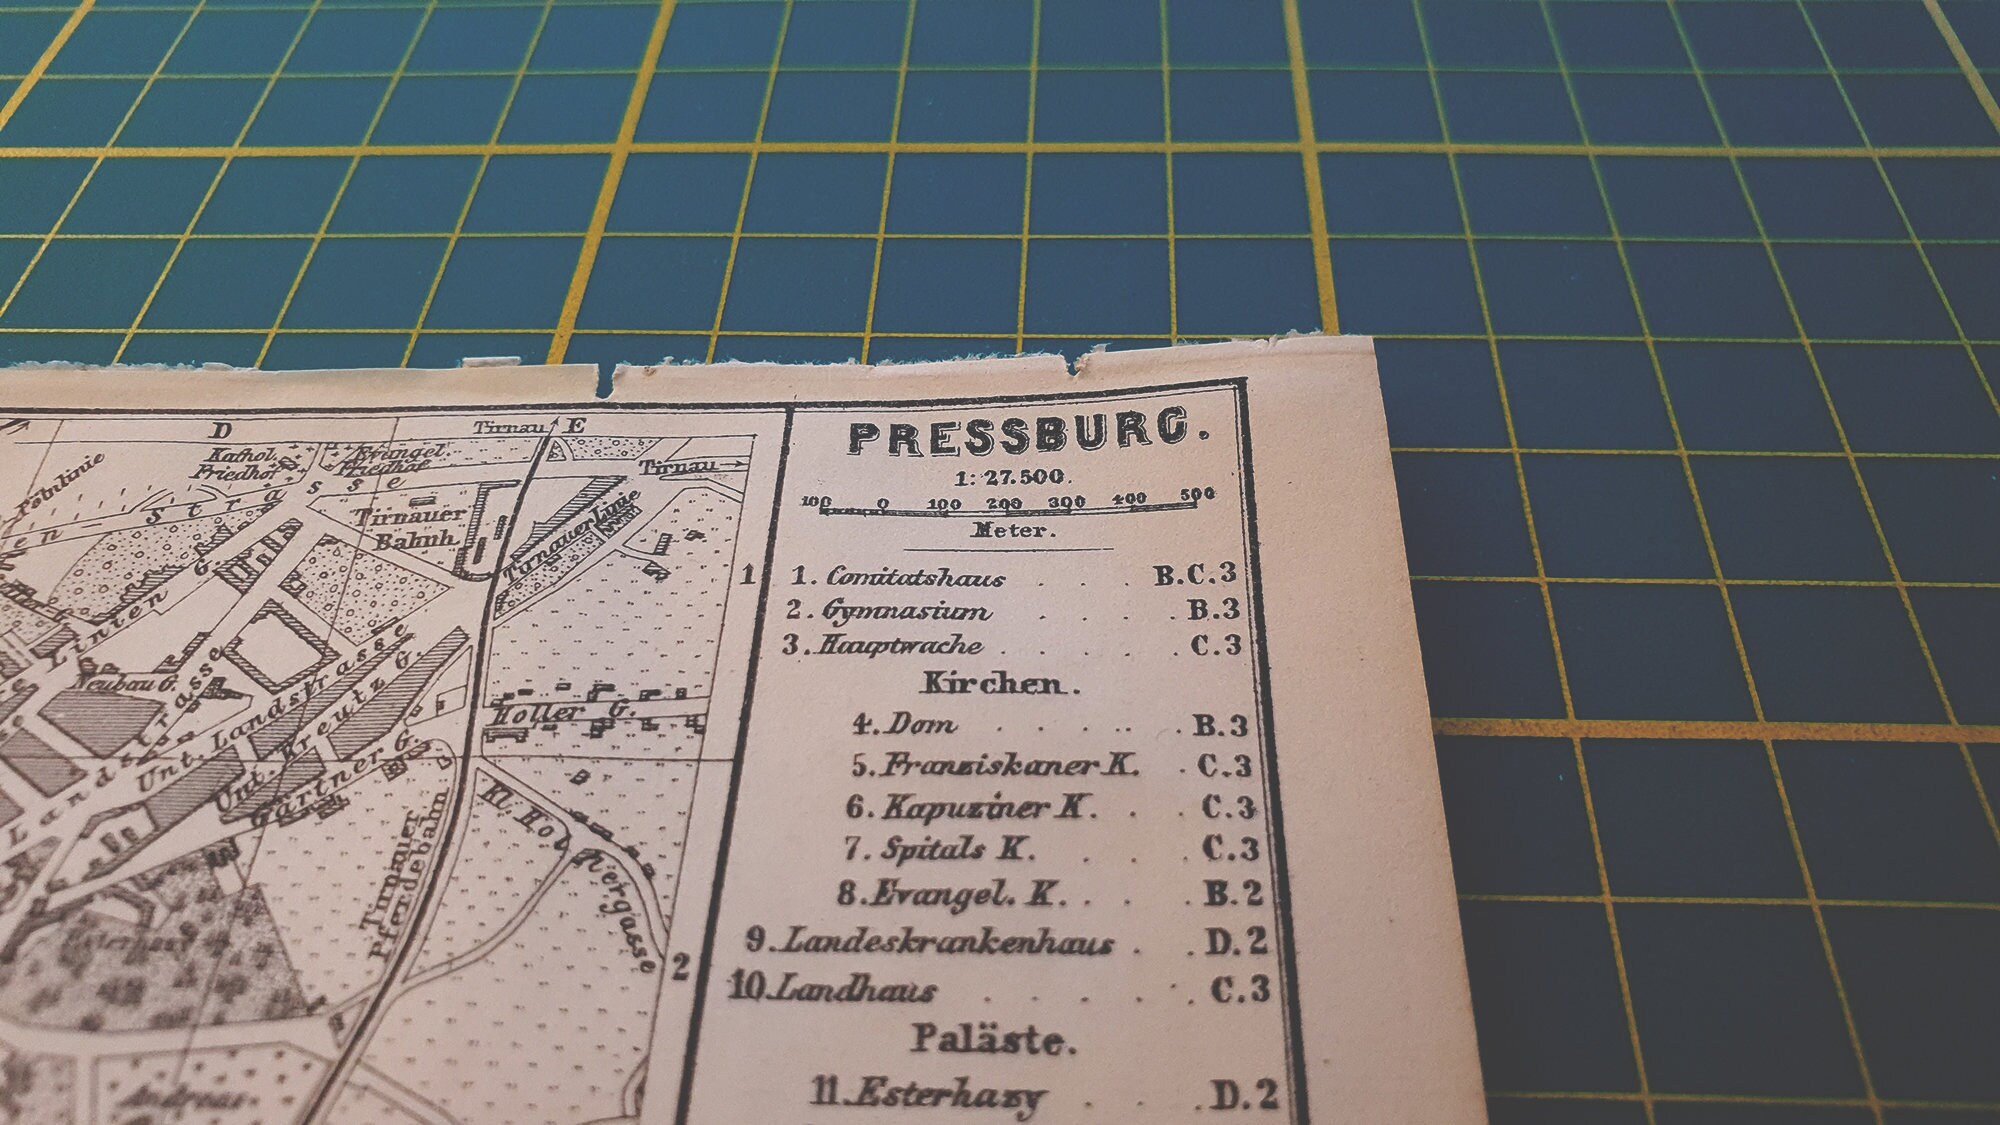 D
Tirnau
E
Kathol.
Friedhof
Evangel.
Friedhof
Tirnau
Tirnauer
Bahnh.
Tirnauer Linie
Linien G.
1
Neubau G.
Landstrasse
Unt. Landstrasse
Unt. Kreutz G.
Gärtner G.
Holler G.
Tirnauer
Pferdebahn
2
Andreas-
PRESSBURG.
1:27.500.
100 0 100 200 300 400 500
Meter.
1. Comitatshaus . . . B.C.3
2. Gymnasium . . . . B.3
3. Hauptwache . . . . C.3
Kirchen.
4. Dom . . . . . B.3
5. Franziskaner K. . C.3
6. Kapuziner K. . . C.3
7. Spitals K. . . . C.3
8. Evangel. K. . . . B.2
9. Landeskrankenhaus . . D.2
10. Landhaus . . . . . C.3
Paläste.
11. Esterhazy . . . D.2